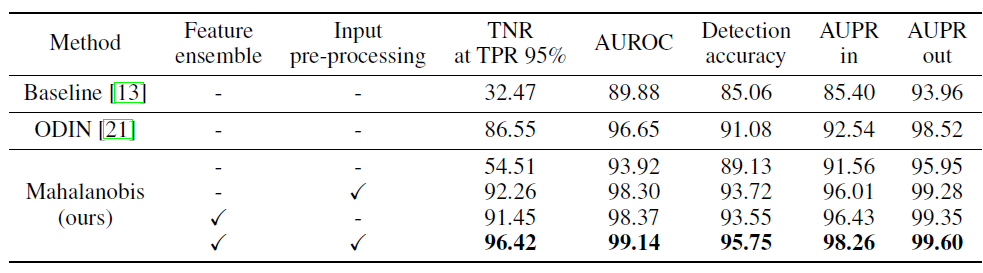 Method Feature ensemble Input pre-processing TNR at TPR 95% AUROC Detection accuracy AUPR in AUPR out
Baseline [13] - - 32.47 89.88 85.06 85.40 93.96
ODIN [21] - - 86.55 96.65 91.08 92.54 98.52
Mahalanobis (ours) - - 54.51 93.92 89.13 91.56 95.95
- ✓ 92.26 98.30 93.72 96.01 99.28
✓ - 91.45 98.37 93.55 96.43 99.35
✓ ✓ 96.42 99.14 95.75 98.26 99.60